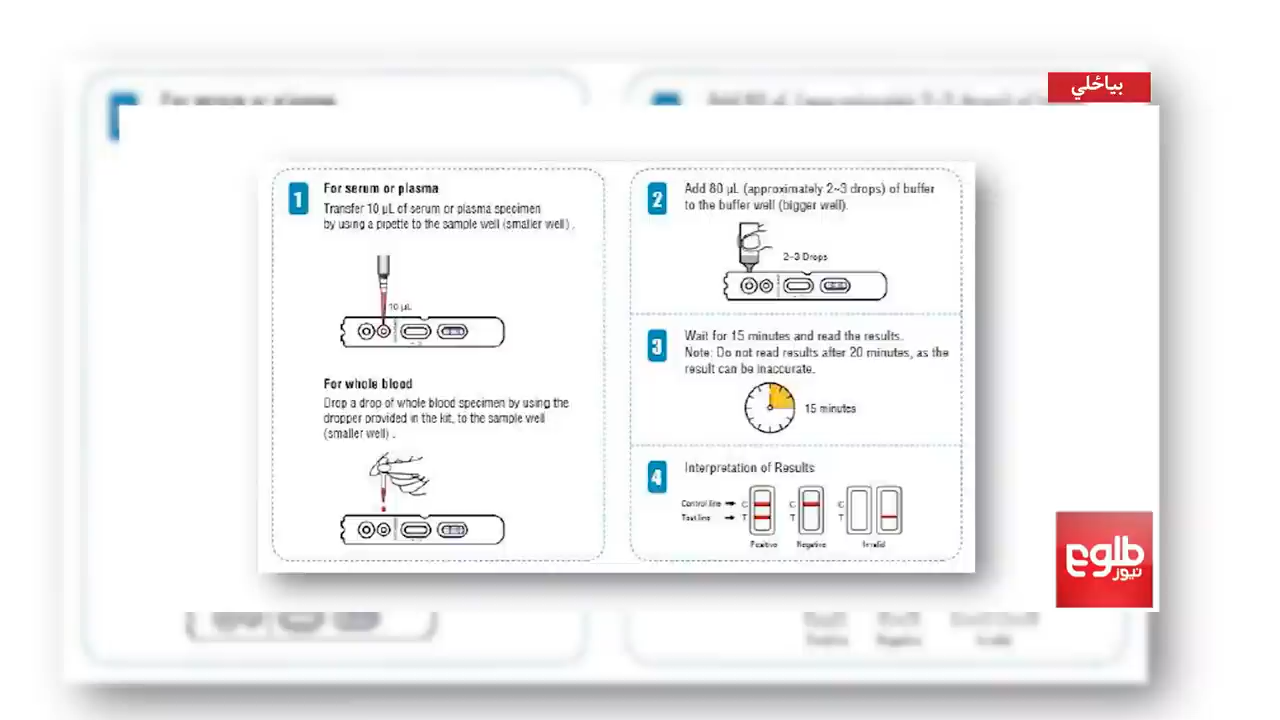 بیاځلي
1
For serum or plasma
Transfer 10 µL of serum or plasma specimen
by using a pipette to the sample well (smaller well) .
10 µL
For whole blood
Drop a drop of whole blood specimen by using the
dropper provided in the kit, to the sample well
(smaller well) .
2
Add 80 µL (approximately 2~3 drops) of buffer
to the buffer well (bigger well).
2~3 Drops
3
Wait for 15 minutes and read the results.
Note: Do not read results after 20 minutes, as the
result can be inaccurate.
15 minutes
4
Interpretation of Results
Control line C C C
Test line T T T
Positive Negative Invalid
طلوع
نیوز